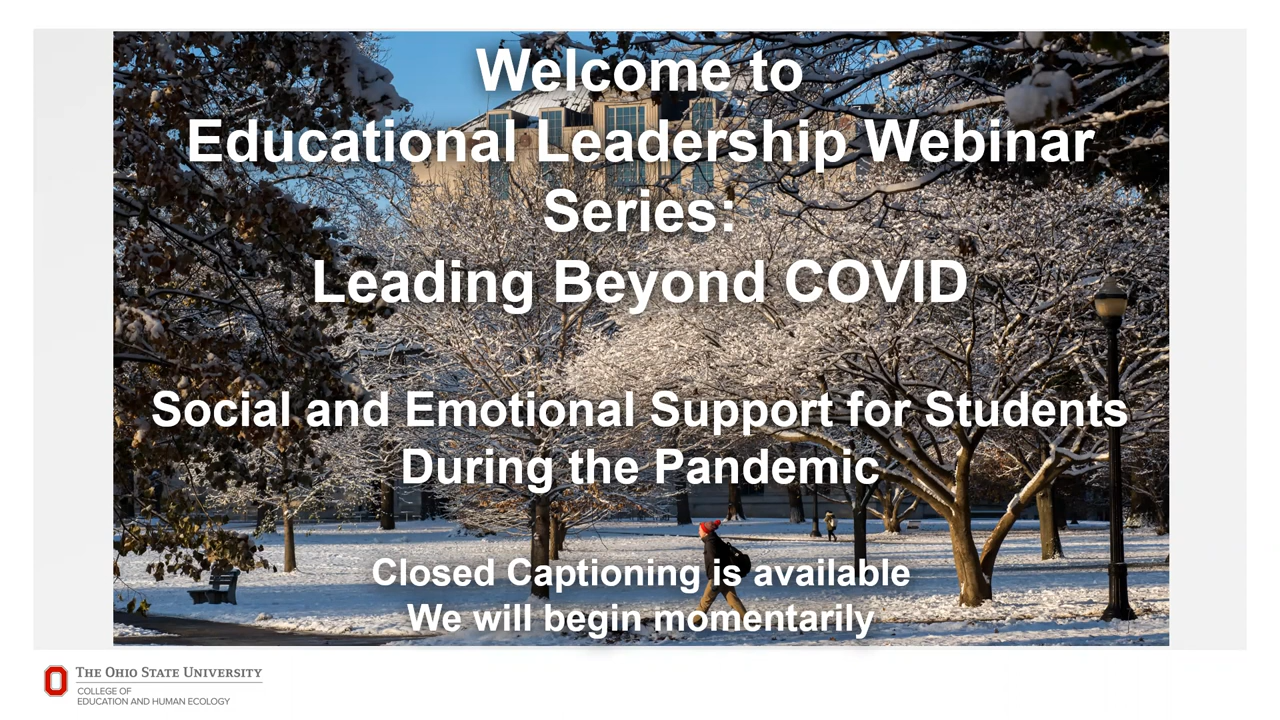 Welcome to
Educational Leadership Webinar
Series:
Leading Beyond COVID
Social and Emotional Support for Students
During the Pandemic
Closed Captioning is available
We will begin momentarily
THE OHIO STATE UNIVERSITY
COLLEGE OF
EDUCATION AND HUMAN ECOLOGY